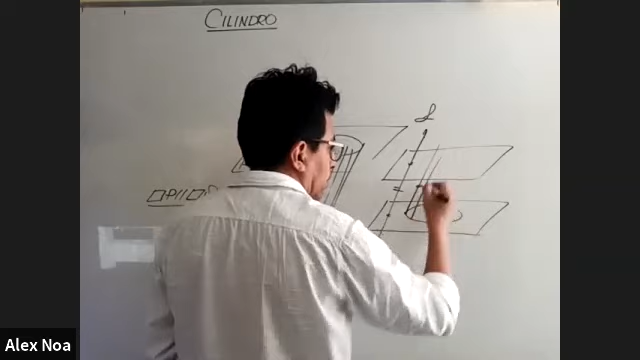 CILINDRO
□P // □
Alex Noa